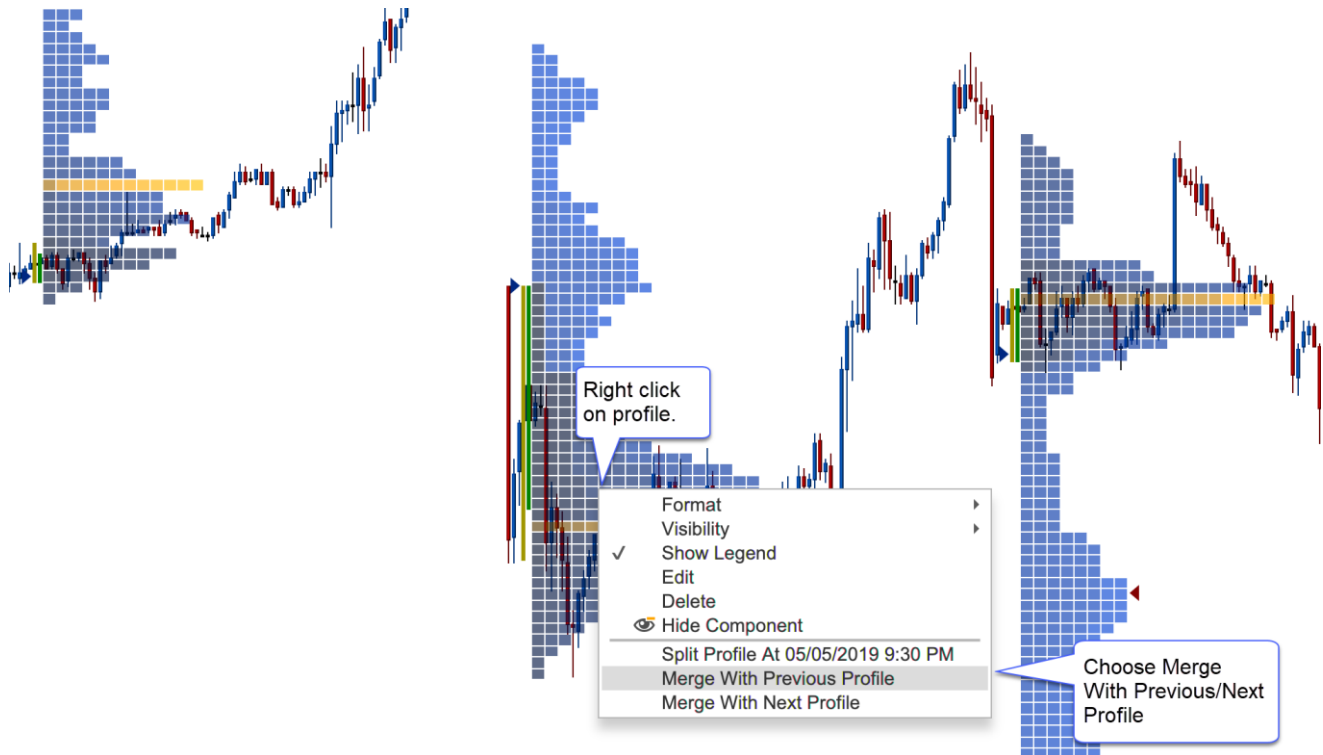 Right click
on profile.
Format
Visibility
Show Legend
Edit
Delete
Hide Component
Split Profile At 05/05/2019 9:30 PM
Merge With Previous Profile
Merge With Next Profile
Choose Merge
With Previous/Next
Profile